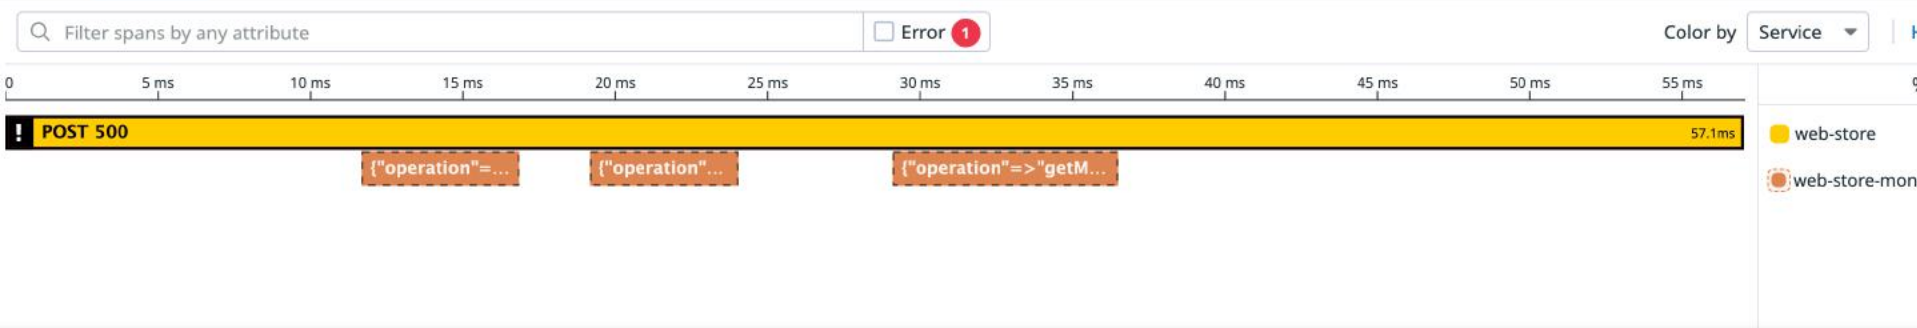 Filter spans by any attribute
Error 1
Color by Service
0 5 ms 10 ms 15 ms 20 ms 25 ms 30 ms 35 ms 40 ms 45 ms 50 ms 55 ms
! POST 500 57.1ms
{"operation"=... {"operation"... {"operation"=>"getM...
web-store
web-store-mon